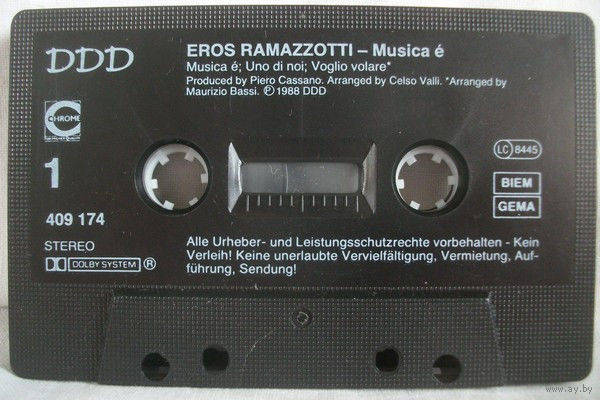 DDD
EROS RAMAZZOTTI – Musica é
Musica é; Uno di noi; Voglio volare*
Produced by Piero Cassano. Arranged by Celso Valli. *Arranged by
Maurizio Bassi. ℗ 1988 DDD
CHROME
1
LC 8445
BIEM
GEMA
409 174
STEREO
DOLBY SYSTEM ®
Alle Urheber- und Leistungsschutzrechte vorbehalten - Kein
Verleih! Keine unerlaubte Vervielfältigung, Vermietung, Auf-
führung, Sendung!
www.ay.by